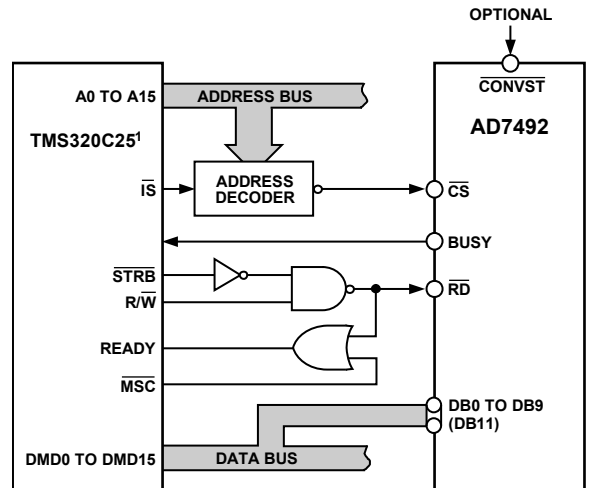 OPTIONAL
CONVST
A0 TO A15
ADDRESS BUS
AD7492
TMS320C25¹
IS
ADDRESS
DECODER
CS
BUSY
STRB
R/W
RD
READY
MSC
DB0 TO DB9
(DB11)
DMD0 TO DMD15
DATA BUS